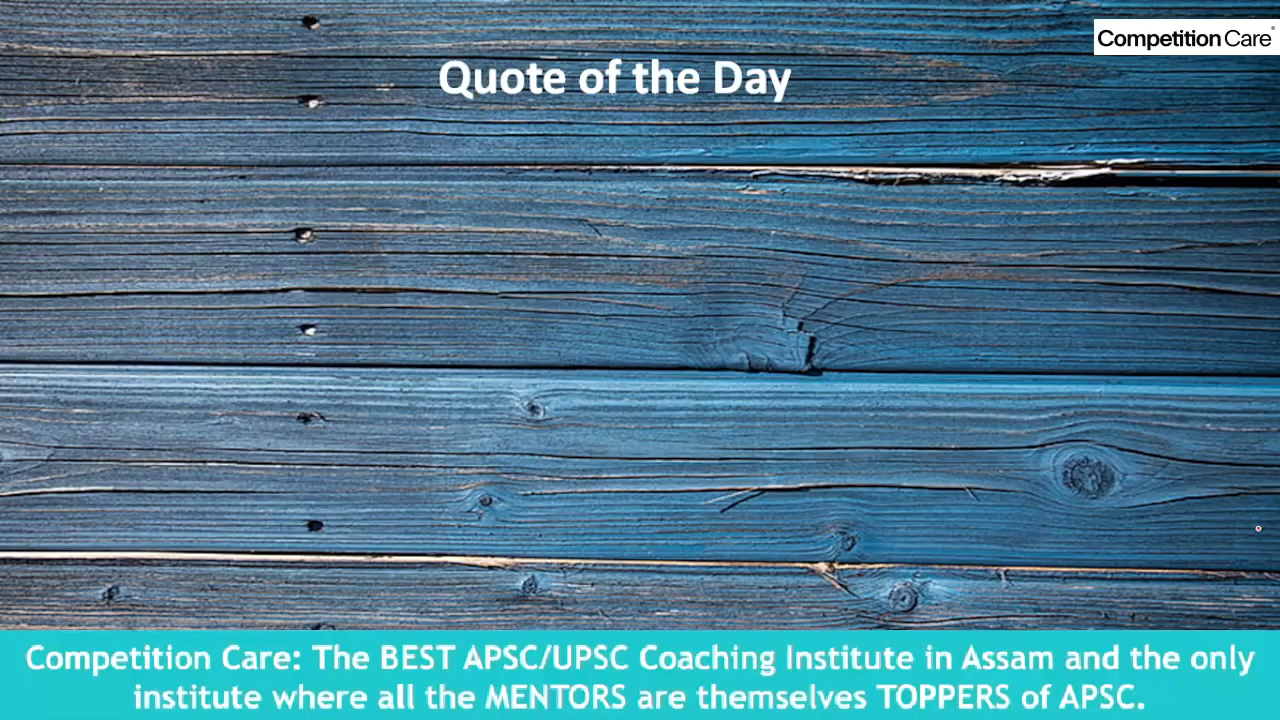 Competition Care
Quote of the Day
Competition Care: The BEST APSC/UPSC Coaching Institute in Assam and the only
institute where all the MENTORS are themselves TOPPERS of APSC.